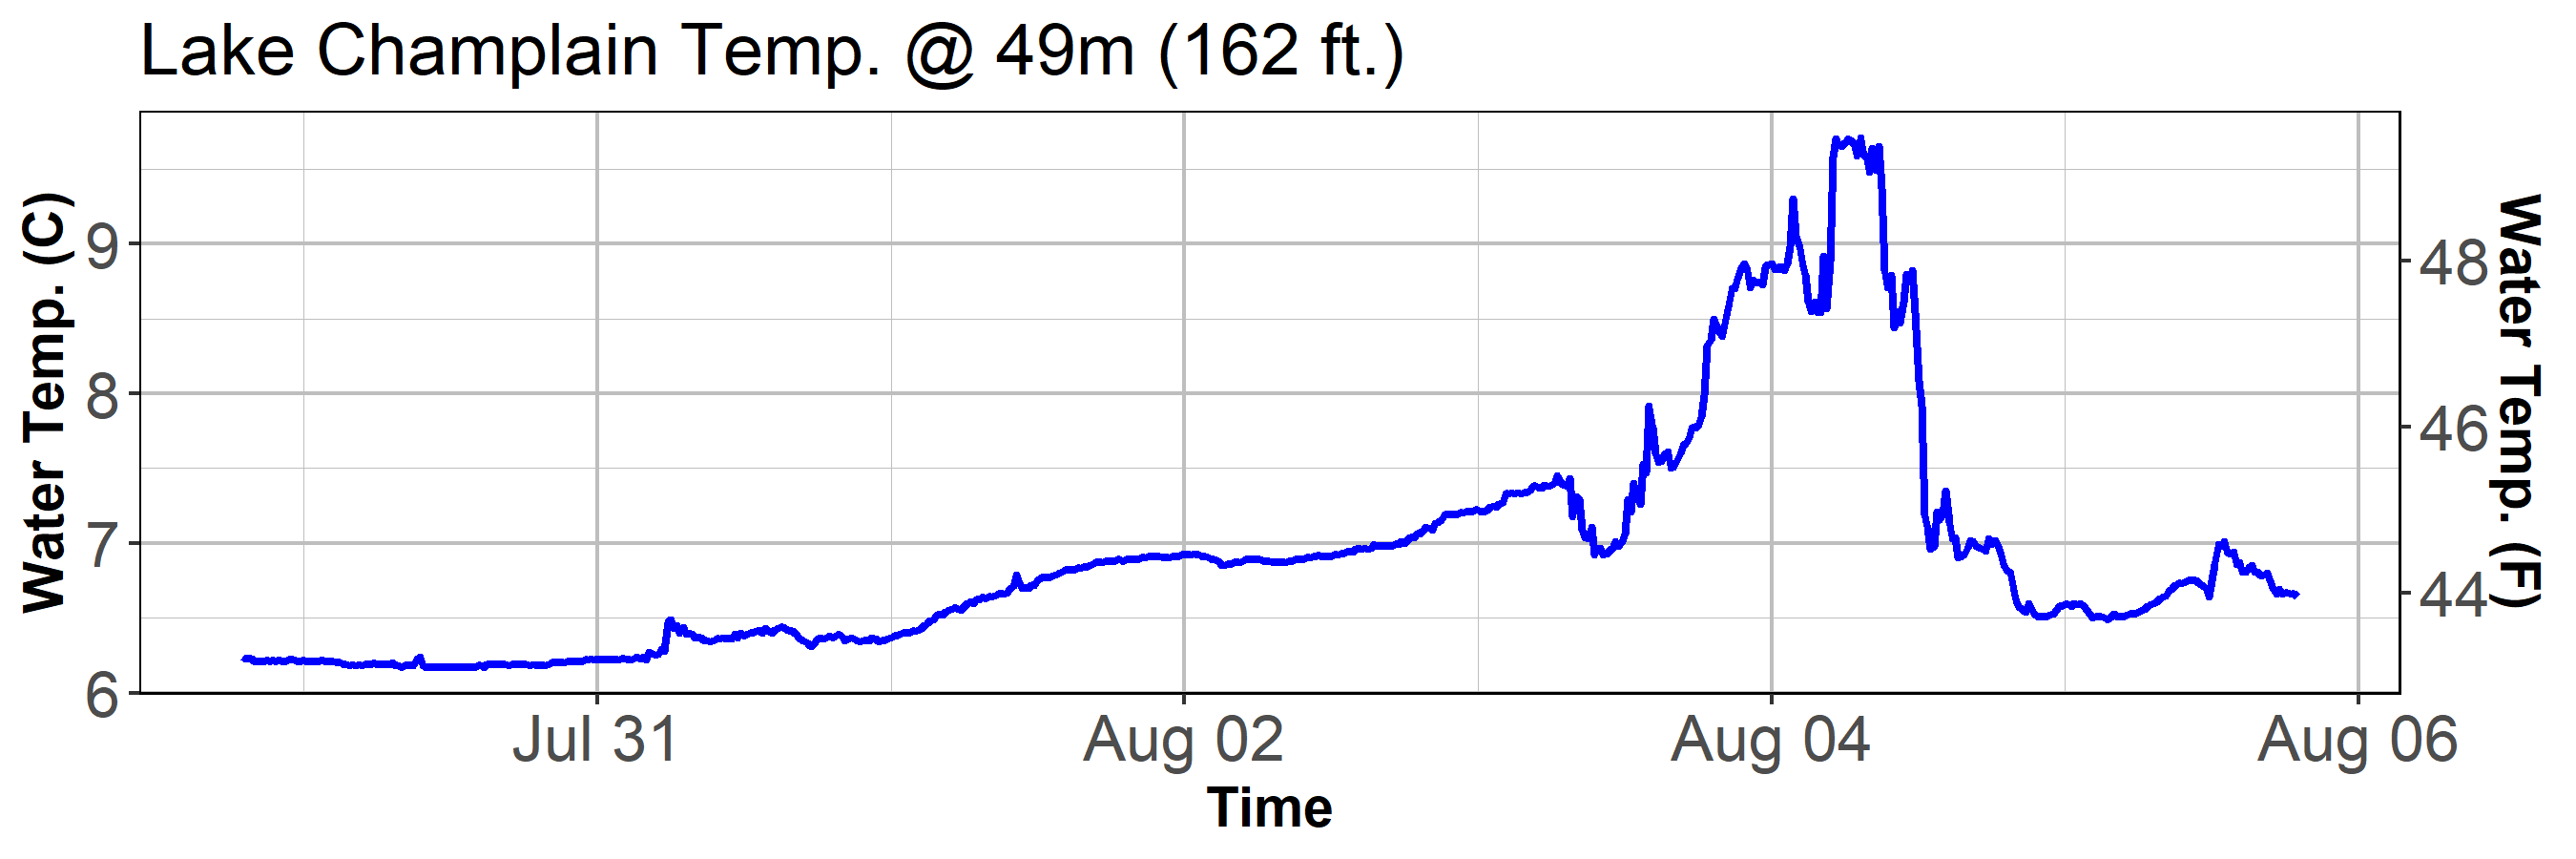 Lake Champlain Temp. @ 49m (162 ft.)
Water Temp. (C)
9
8
7
6
48
46
44
Water Temp. (F)
Jul 31
Aug 02
Aug 04
Aug 06
Time